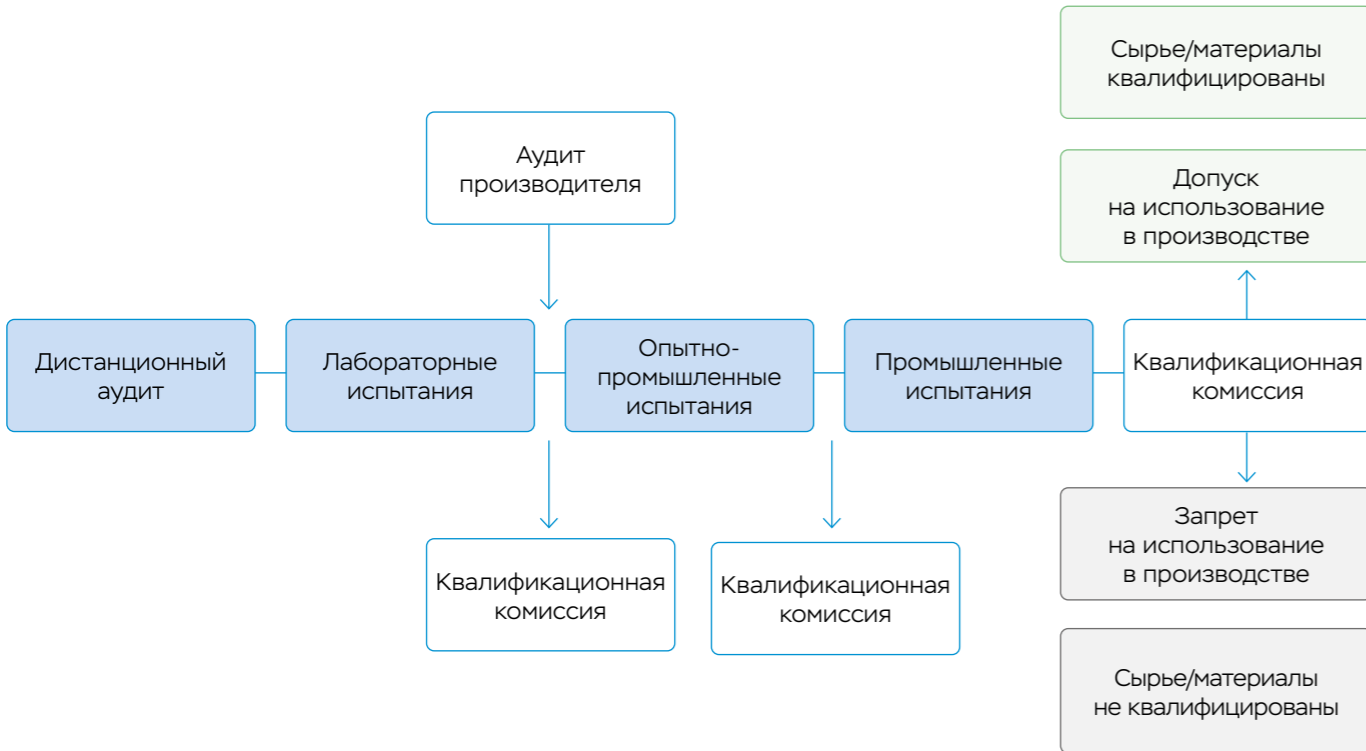 Сырье/материалы
квалифицированы
Аудит
производителя
Допуск
на использование
в производстве
Дистанционный
аудит
Лабораторные
испытания
Опытно-
промышленные
испытания
Промышленные
испытания
Квалификационная
комиссия
Квалификационная
комиссия
Квалификационная
комиссия
Запрет
на использование
в производстве
Сырье/материалы
не квалифицированы